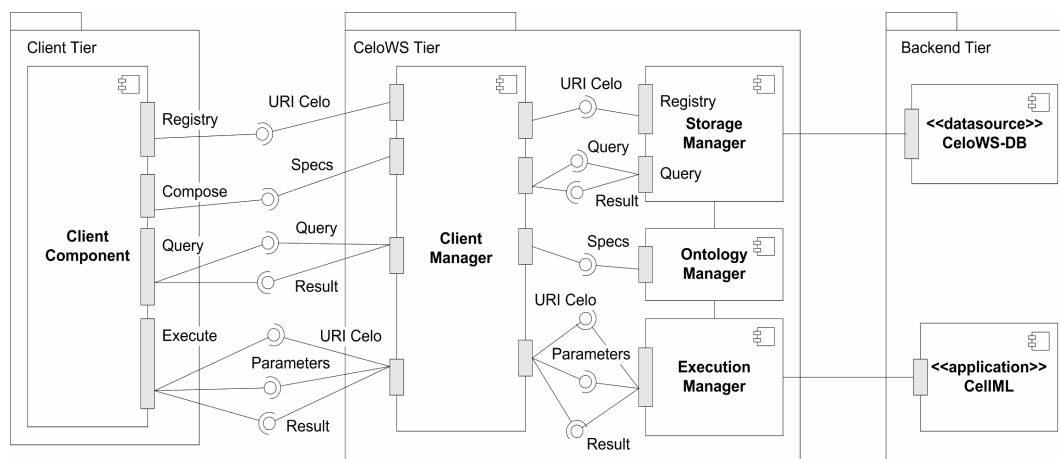 Client Tier
CeloWS Tier
Backend Tier
Registry
URI Celo
Compose
Specs
Client
Component
Query
Query
Result
Execute
URI Celo
Parameters
Result
Client
Manager
URI Celo
Registry
Storage
Manager
Query
Query
Result
Specs
Ontology
Manager
URI Celo
Parameters
Execution
Manager
Result
<<datasource>>
CeloWS-DB
<<application>>
CellML